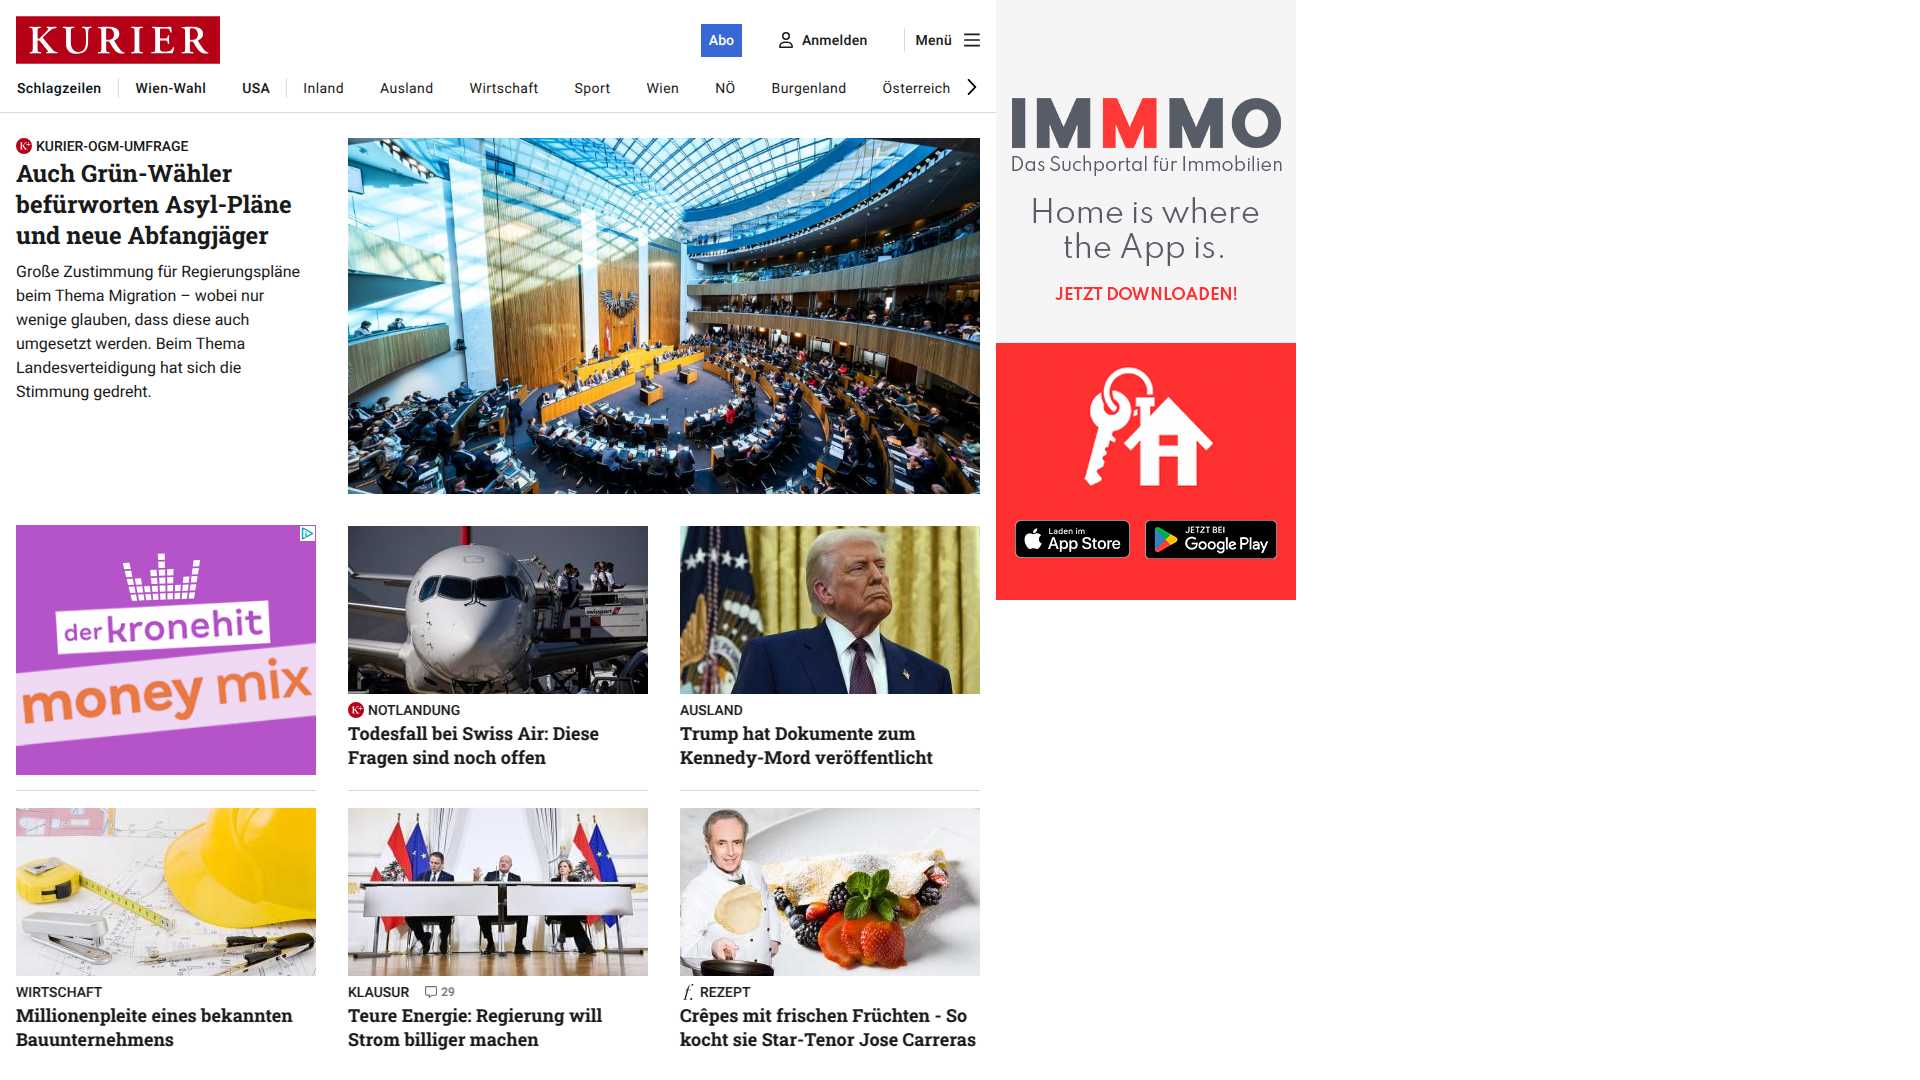 KURIER
Abo
Anmelden
Menü
Schlagzeilen
Wien-Wahl
USA
Inland
Ausland
Wirtschaft
Sport
Wien
NÖ
Burgenland
Österreich
KURIER-OGM-UMFRAGE
Auch Grün-Wähler
befürworten Asyl-Pläne
und neue Abfangjäger
Große Zustimmung für Regierungspläne
beim Thema Migration – wobei nur
wenige glauben, dass diese auch
umgesetzt werden. Beim Thema
Landesverteidigung hat sich die
Stimmung gedreht.
IMMMO
Das Suchportal für Immobilien
Home is where
the App is.
JETZT DOWNLOADEN!
Laden im
App Store
JETZT BEI
Google Play
der kronehit
money mix
swissport
K+ NOTLANDUNG
Todesfall bei Swiss Air: Diese
Fragen sind noch offen
AUSLAND
Trump hat Dokumente zum
Kennedy-Mord veröffentlicht
WIRTSCHAFT
Millionenpleite eines bekannten
Bauunternehmens
KLAUSUR 29
Teure Energie: Regierung will
Strom billiger machen
f. REZEPT
Crêpes mit frischen Früchten - So
kocht sie Star-Tenor Jose Carreras